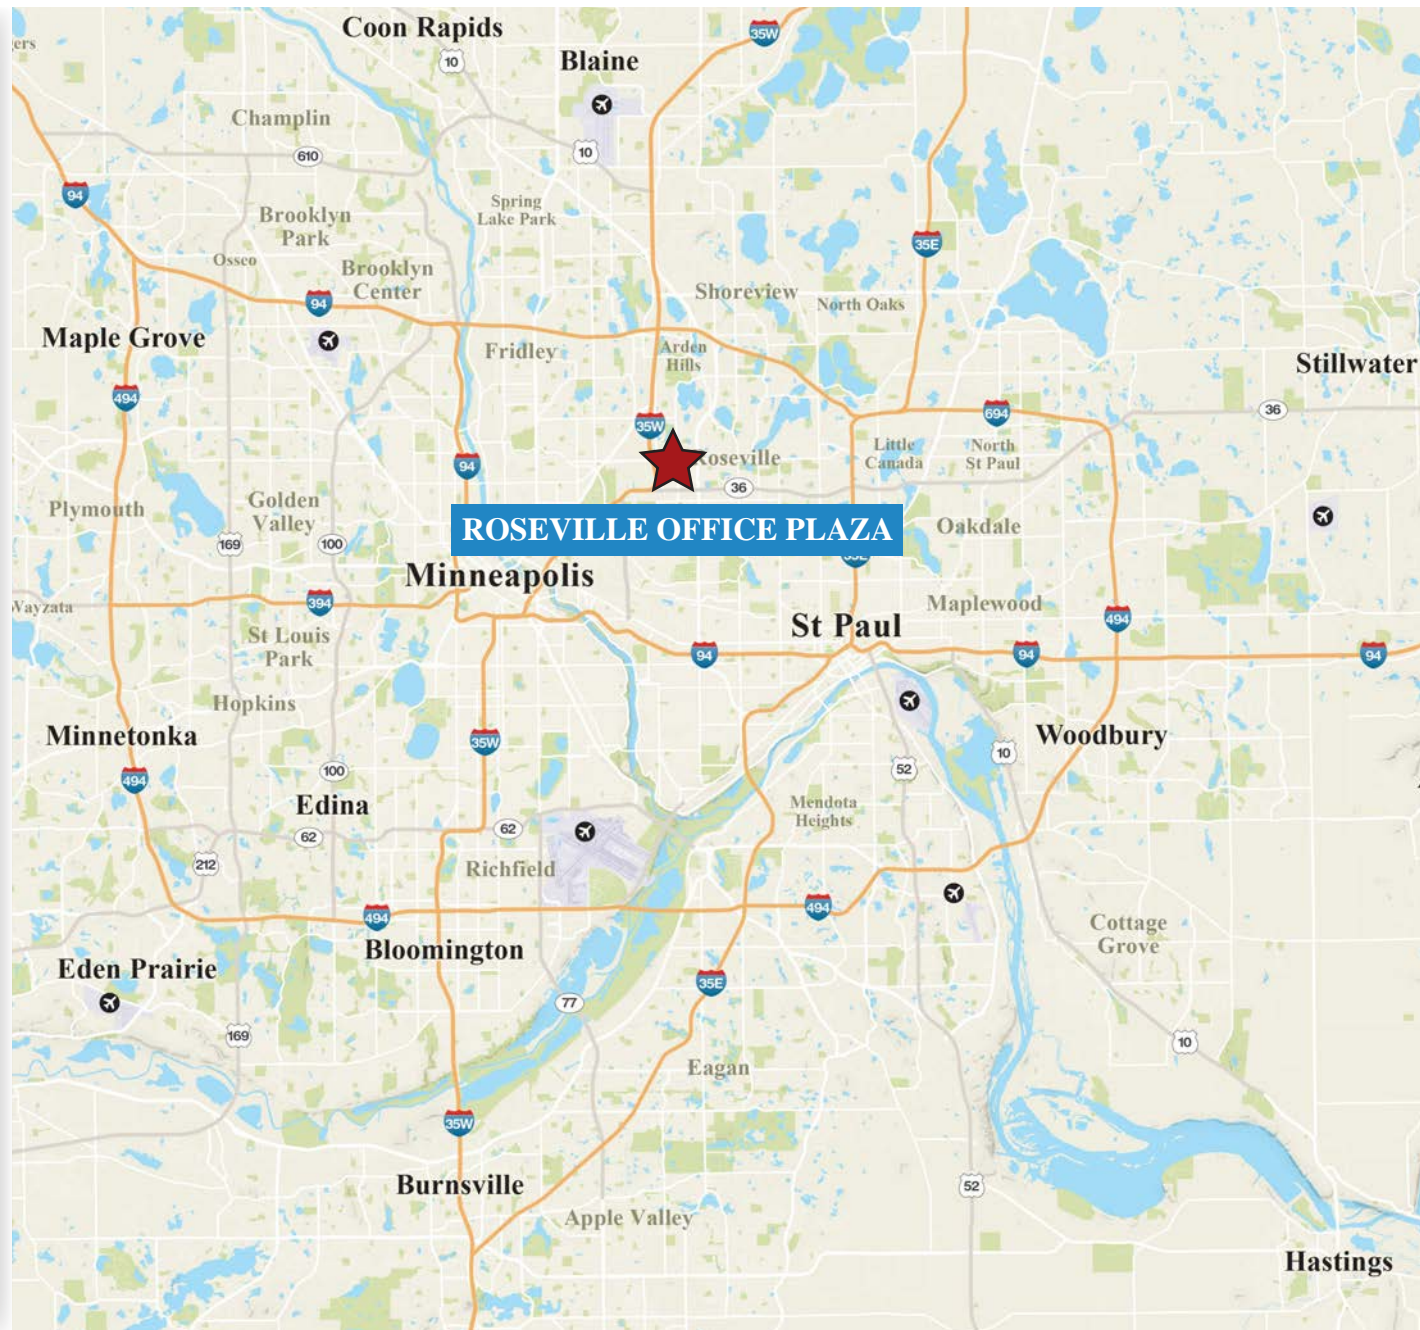 Coon Rapids
35W
10
Blaine
ers
Champlin
610
10
94
Spring
Lake Park
Brooklyn
Park
Osseo
35E
Brooklyn
Center
94
Shoreview
North Oaks
Maple Grove
Fridley
Arden
Hills
Stillwater
494
694
36
35W
Little
Canada
North
St Paul
94
Roseville
36
Plymouth
Golden
Valley
ROSEVILLE OFFICE PLAZA
Oakdale
169
100
35E
Minneapolis
Wayzata
394
Maplewood
St Paul
494
St Louis
Park
94
94
94
Hopkins
Minnetonka
35W
Woodbury
10
494
100
52
Edina
Mendota
Heights
62
62
212
Richfield
494
494
Cottage
Grove
Bloomington
Eden Prairie
35E
77
169
10
Eagan
35W
Burnsville
52
Apple Valley
Hastings